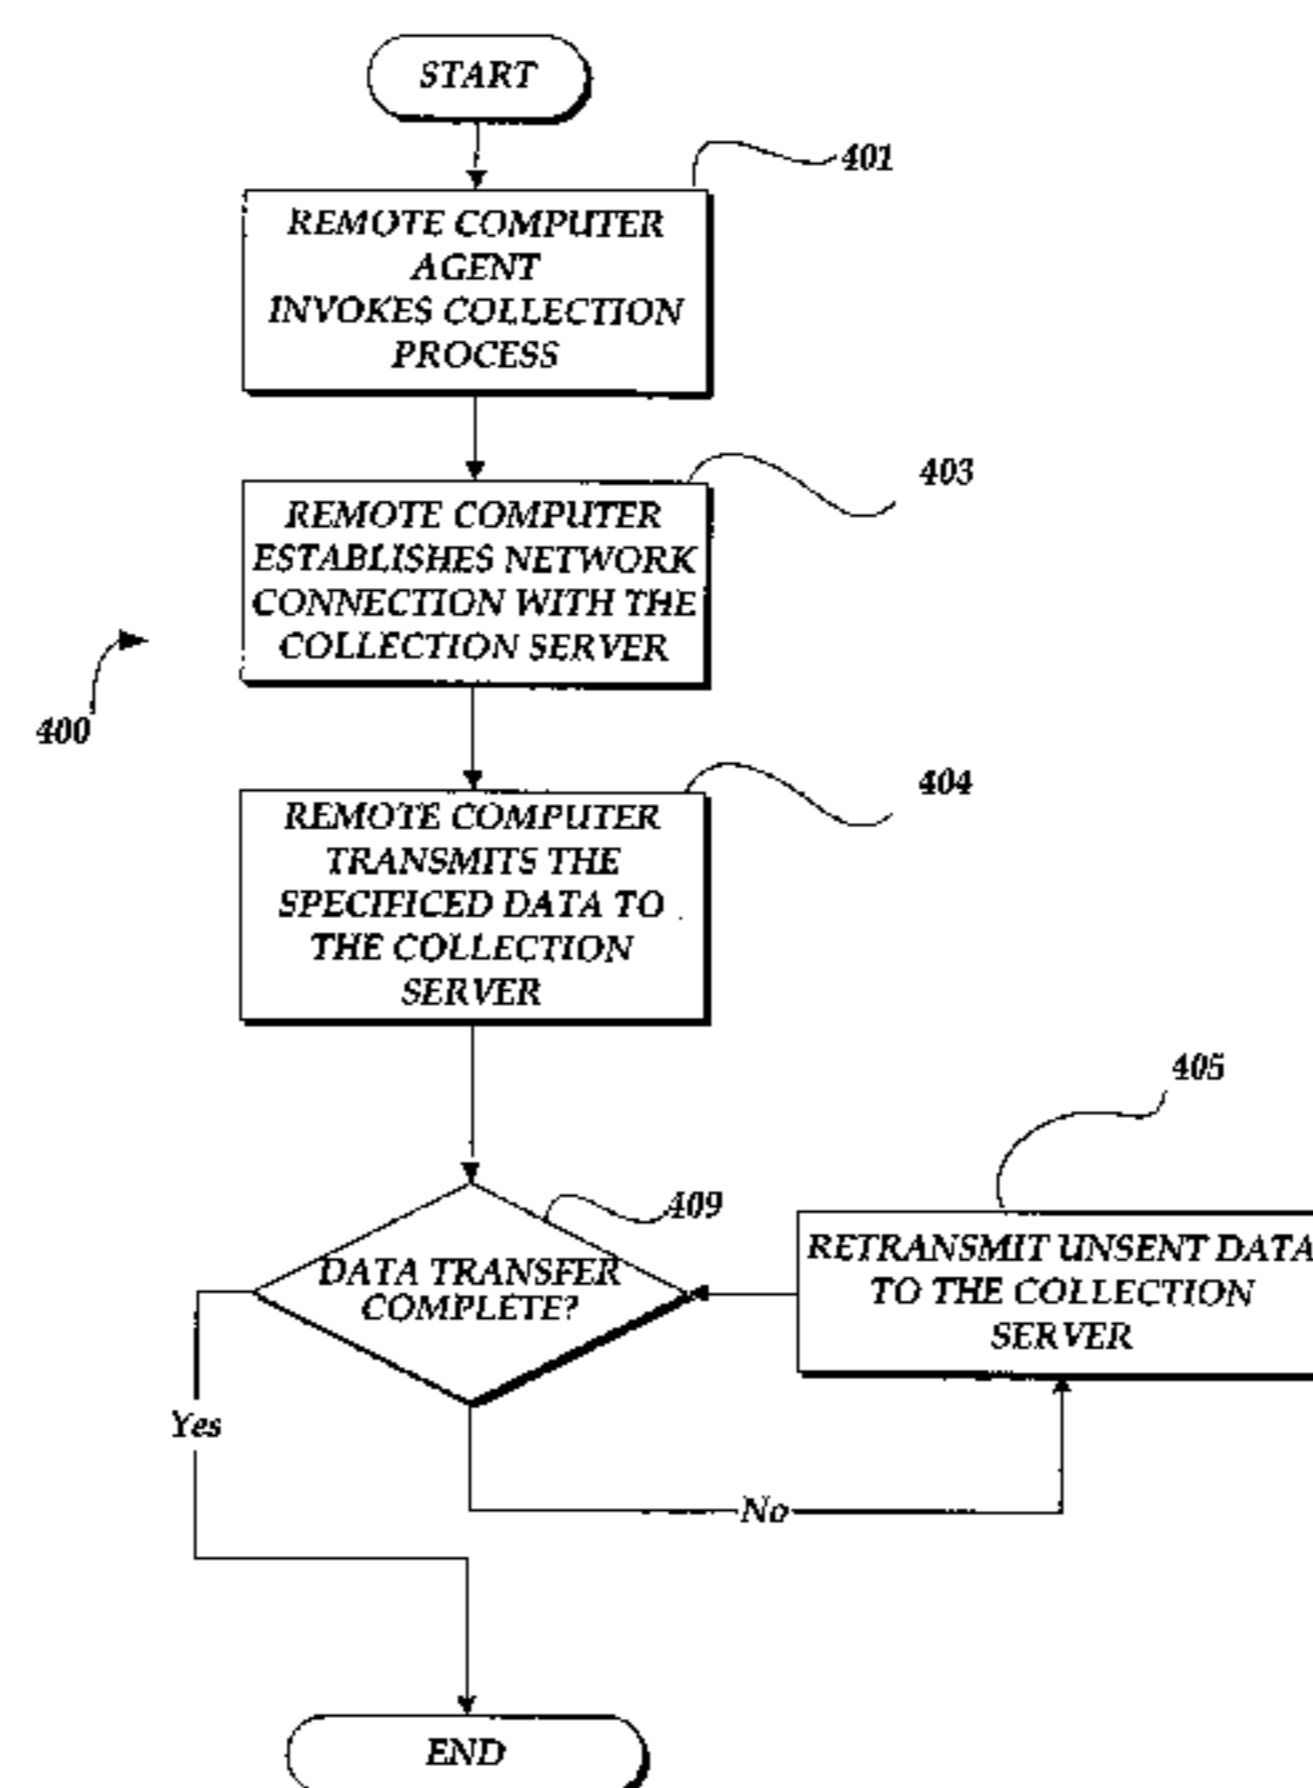 START
401
REMOTE COMPUTER
AGENT
INVOKES COLLECTION
PROCESS
403
REMOTE COMPUTER
ESTABLISHES NETWORK
CONNECTION WITH THE
COLLECTION SERVER
400
404
REMOTE COMPUTER
TRANSMITS THE
SPECIFICED DATA TO
THE COLLECTION
SERVER
405
409
DATA TRANSFER
COMPLETE?
RETRANSMIT UNSENT DATA
TO THE COLLECTION
SERVER
Yes
No
END